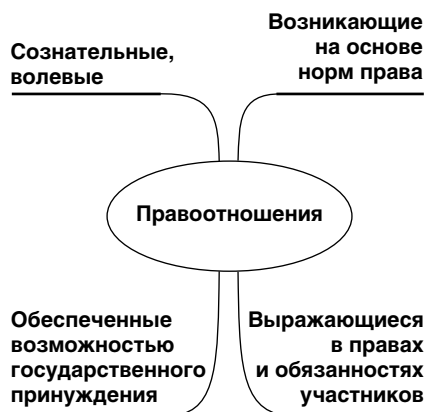 Сознательные,
волевые
Возникающие
на основе
норм права
Правоотношения
Обеспеченные
возможностью
государственного
принуждения
Выражающиеся
в правах
и обязанностях
участников